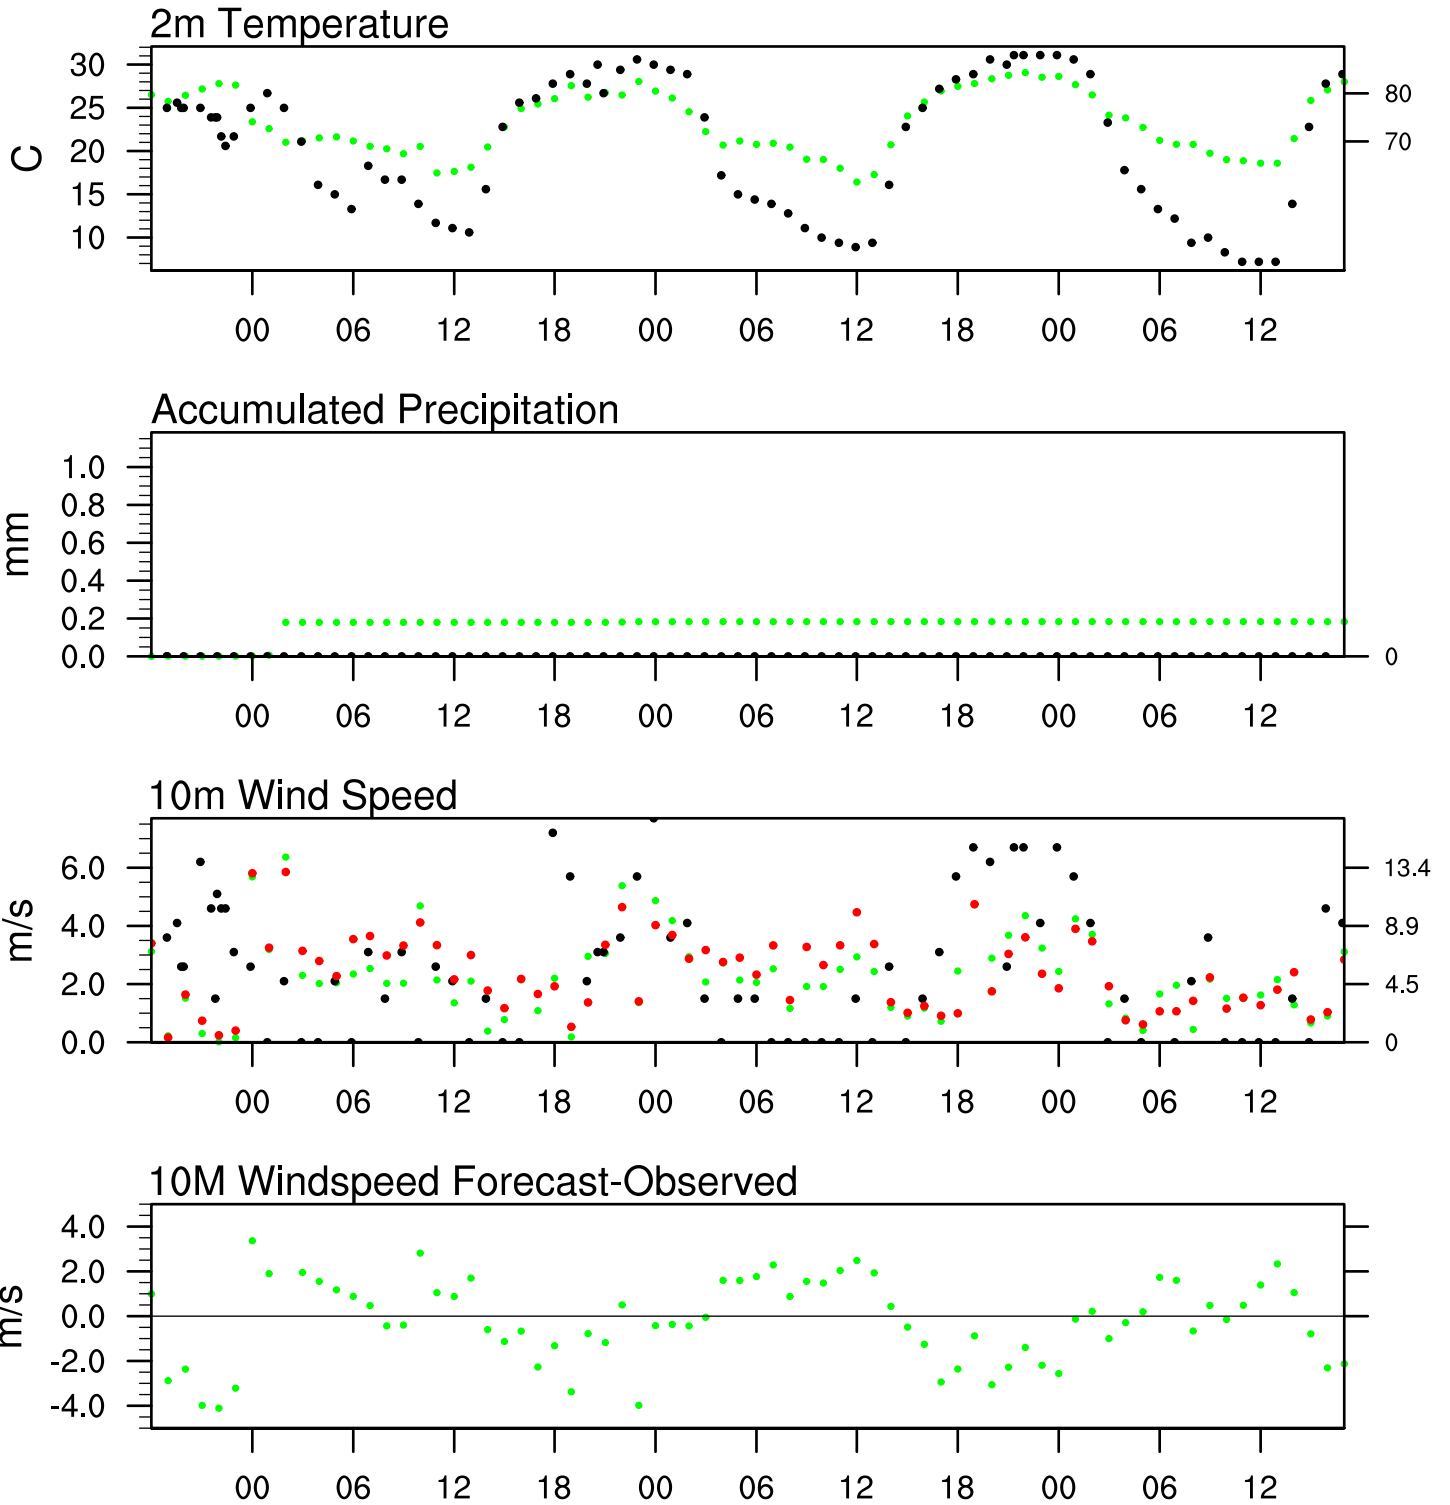 2m Temperature
30
25
20
15
10
C
80
70
00 06 12 18 00 06 12 18 00 06 12
Accumulated Precipitation
1.0
0.8
0.6
0.4
0.2
0.0
mm
0
00 06 12 18 00 06 12 18 00 06 12
10m Wind Speed
6.0
4.0
2.0
0.0
m/s
13.4
8.9
4.5
0
00 06 12 18 00 06 12 18 00 06 12
10M Windspeed Forecast-Observed
4.0
2.0
0.0
-2.0
-4.0
m/s
00 06 12 18 00 06 12 18 00 06 12